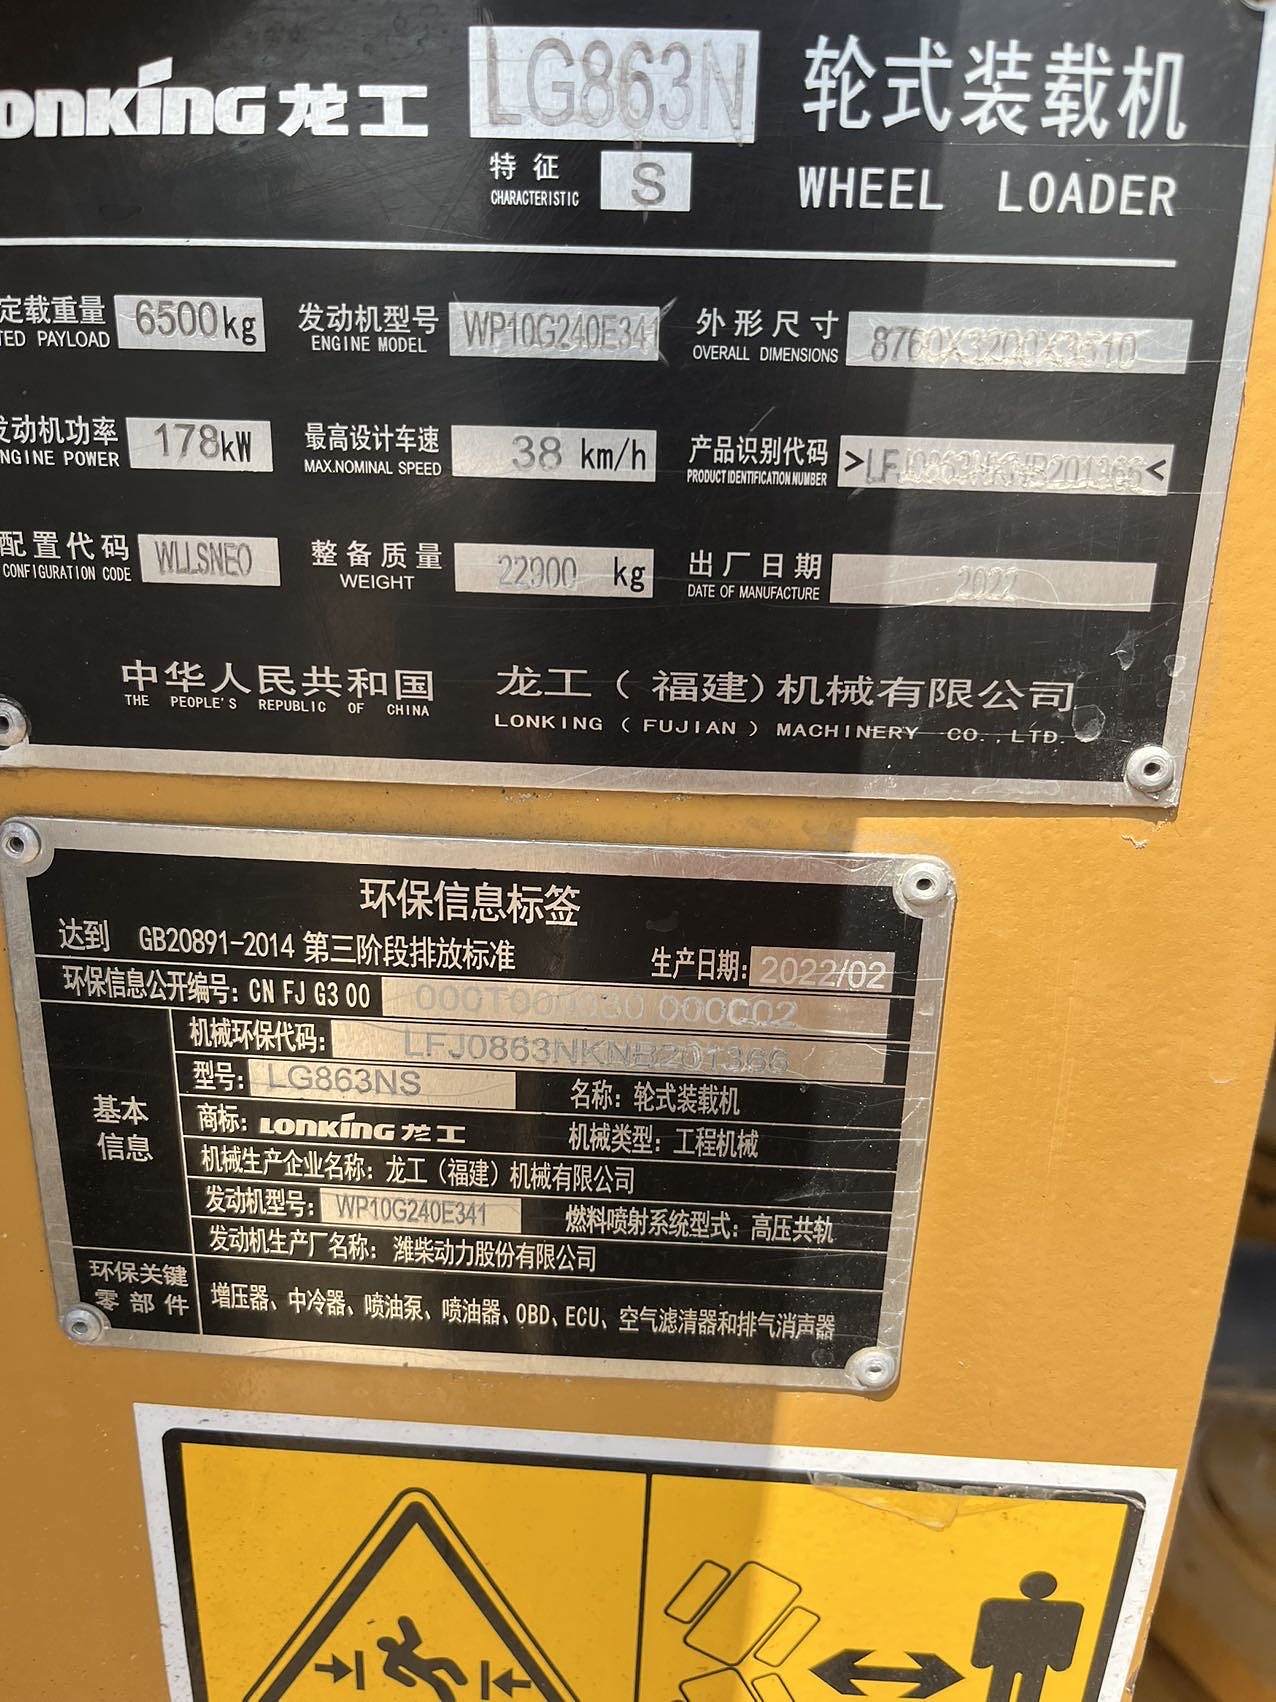 LONKING 龙工 LG863N 轮式装载机
特征 S
CHARACTERISTIC
WHEEL LOADER
定载重量 6500kg 发动机型号 WP10G240E341 外形尺寸 8760X3200X3510
TED PAYLOAD ENGINE MODEL OVERALL DIMENSIONS
发动机功率 178kW 最高设计车速 38 km/h 产品识别代码 >LFJ0863NKNB201366<
ENGINE POWER MAX.NOMINAL SPEED PRODUCT IDENTIFICATION NUMBER
配置代码 WLLSNE0 整备质量 22900 kg 出厂日期 2022
CONFIGURATION CODE WEIGHT DATE OF MANUFACTURE
中华人民共和国 龙工(福建)机械有限公司
THE PEOPLE'S REPUBLIC OF CHINA LONKING (FUJIAN) MACHINERY CO.,LTD.
环保信息标签
达到 GB20891-2014 第三阶段排放标准 生产日期: 2022/02
环保信息公开编号: CN FJ G3 00 000T000030 000C02
机械环保代码: LFJ0863NKNB201366
型号: LG863NS 名称: 轮式装载机
基本信息
商标: LONKING 龙工 机械类型: 工程机械
机械生产企业名称: 龙工(福建)机械有限公司
发动机型号: WP10G240E341 燃料喷射系统型式: 高压共轨
发动机生产厂名称: 潍柴动力股份有限公司
环保关键零部件 增压器、中冷器、喷油泵、喷油器、OBD、ECU、空气滤清器和排气消声器